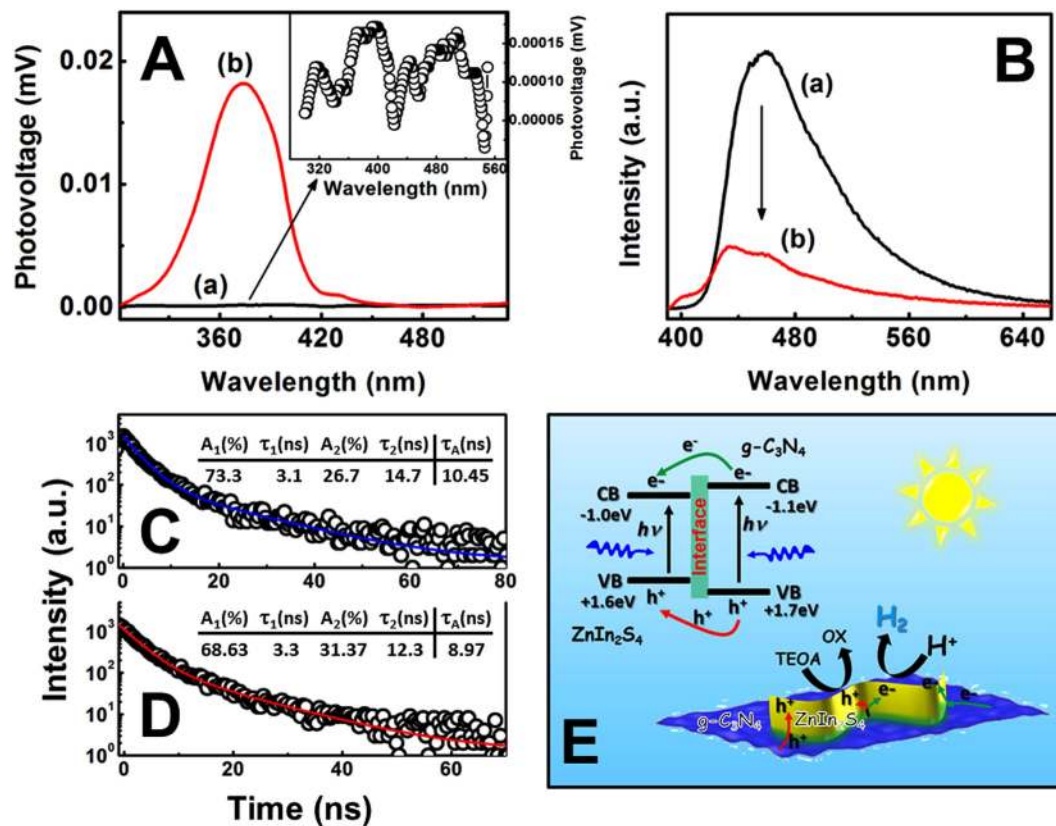 A
(b)
(a)
Photovoltage (mV)
0.02
0.01
0.00
360 420 480
Wavelength (nm)
0.00015
0.00010
0.00005
Photovoltage (mV)
320 400 480 560
Wavelength (nm)
B
(a)
(b)
Intensity (a.u.)
400 480 560 640
Wavelength (nm)
C
A₁(%) τ₁(ns) A₂(%) τ₂(ns) τA(ns)
73.3 3.1 26.7 14.7 10.45
10³
10²
10¹
10⁰
0 20 40 60 80
Intensity (a.u.)
D
A₁(%) τ₁(ns) A₂(%) τ₂(ns) τA(ns)
68.63 3.3 31.37 12.3 8.97
10³
10²
10¹
10⁰
0 20 40 60
Time (ns)
E
e⁻ g-C₃N₄
e- e-
CB CB
-1.0eV -1.1eV
hν hν
Interface
VB VB
+1.6eV +1.7eV
h⁺ h⁺
h⁺
ZnIn₂S₄
OX H₂
TEOA H⁺
h⁺ h⁺ e- e- e-
g-C₃N₄ ZnIn₂S₄
h⁺